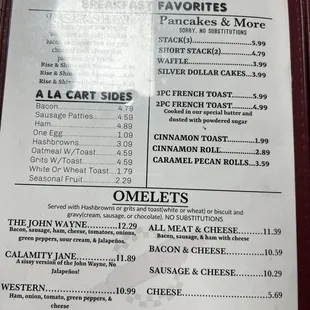 BREAKFAST FAVORITES
Rise & Shin
Rise & Shin
Rise & Shin
A LA CART SIDES
Bacon 4.79
Sausage Patties 4.59
Ham 4.89
One Egg 1.09
Hashbrowns 3.09
Oatmeal W/Toast 4.59
Grits W/Toast 4.59
White Or Wheat Toast 1.79
Seasonal Fruit 2.29
Pancakes & More
SORRY, NO SUBSTITUTIONS
STACK(3) 5.99
SHORT STACK(2) 4.79
WAFFLE 3.99
SILVER DOLLAR CAKES 3.99
3PC FRENCH TOAST 5.99
2PC FRENCH TOAST 4.99
Cooked in our special batter and
dusted with powdered sugar
CINNAMON TOAST 1.99
CINNAMON ROLL 2.89
CARAMEL PECAN ROLLS 3.59
OMELETS
Served with Hashbrowns or grits and toast(white or wheat) or biscuit and
gravy(cream, sausage, or chocolate). NO SUBSTITUTIONS
THE JOHN WAYNE 12.29
Bacon, sausage, ham, cheese, tomatoes, onions,
green peppers, sour cream, & Jalapeños.
CALAMITY JANE 11.89
A sissy version of the John Wayne, No
Jalapeños!
WESTERN 10.99
Ham, onion, tomato, green peppers, &
cheese
ALL MEAT & CHEESE 11.39
Bacon, sausage, & ham with cheese
BACON & CHEESE 10.59
SAUSAGE & CHEESE 10.29
CHEESE 5.69